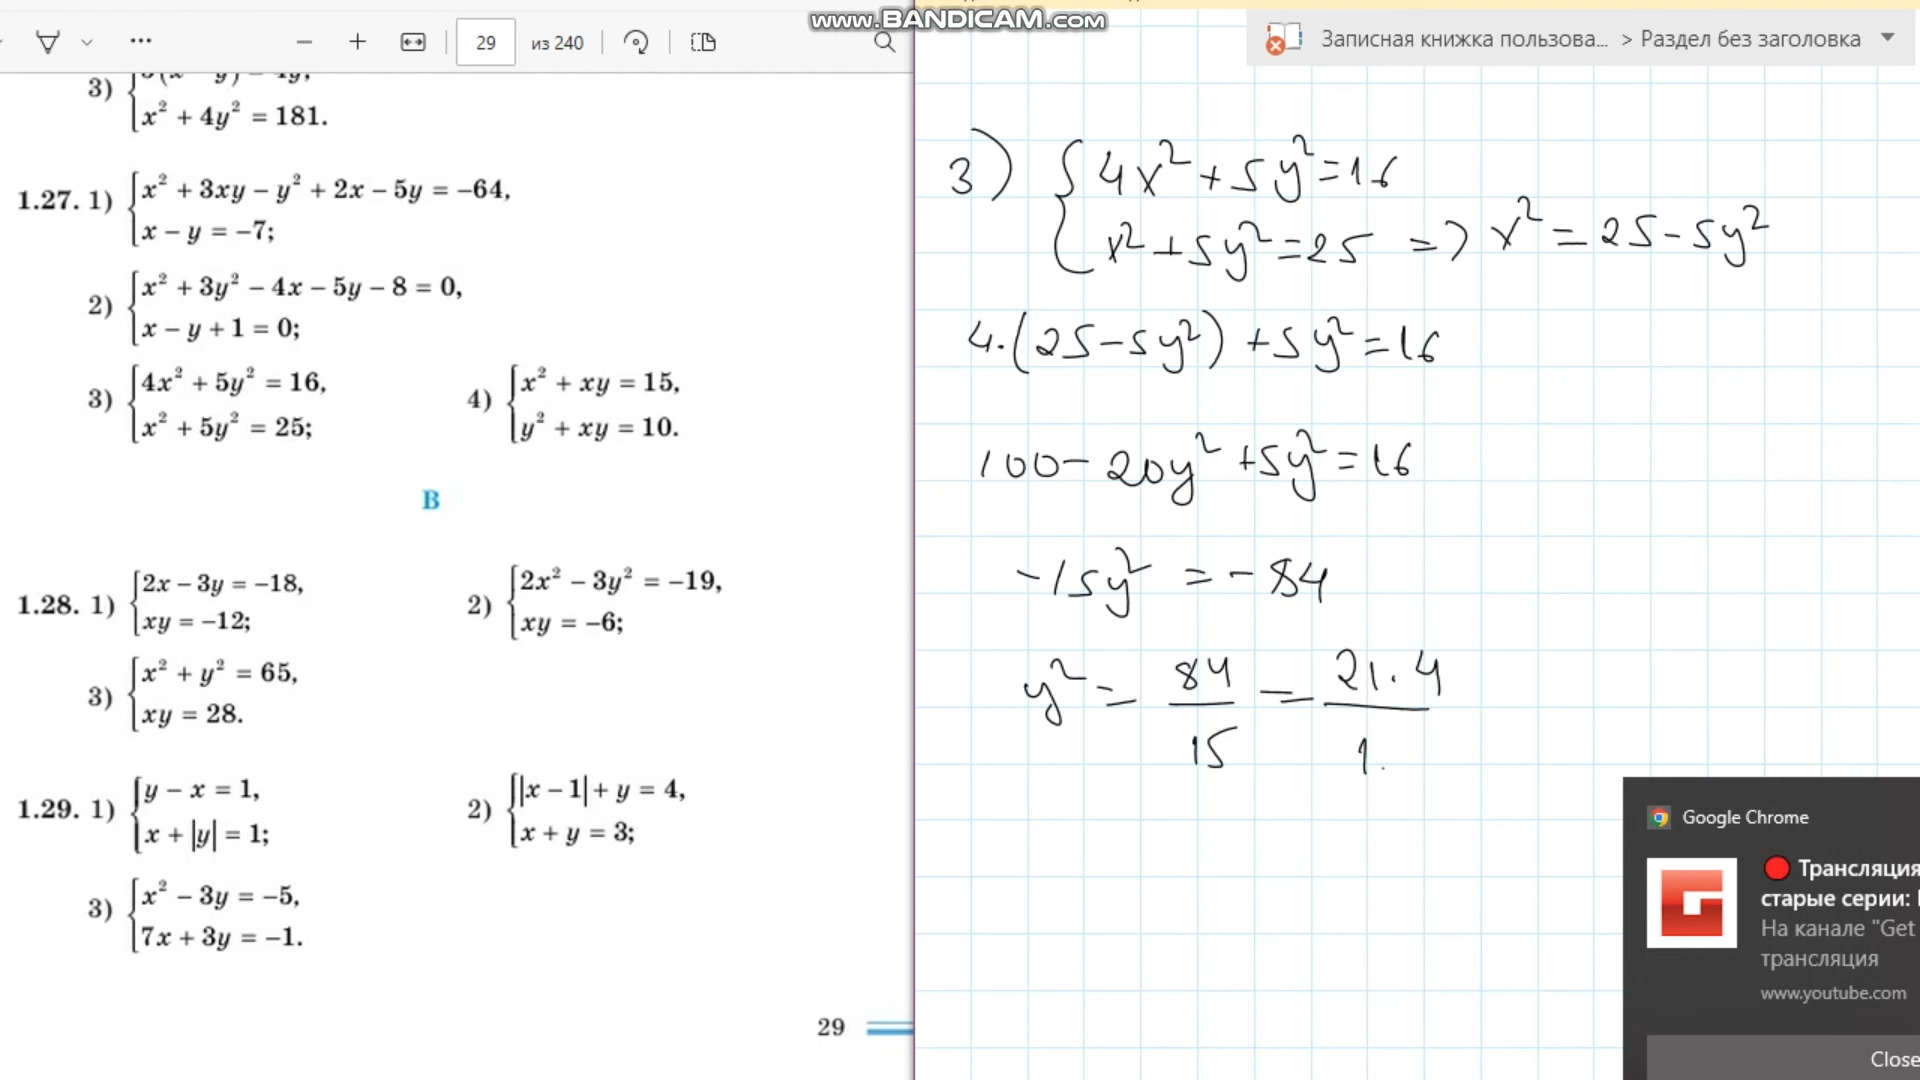 www.BANDICAM.com
29 из 240
Записная книжка пользова... > Раздел без заголовка
3)
x² + 4y² = 181.
1.27. 1) { x² + 3xy − y² + 2x − 5y = −64,
x − y = −7;
2) { x² + 3y² − 4x − 5y − 8 = 0,
x − y + 1 = 0;
3) { 4x² + 5y² = 16,
x² + 5y² = 25;
4) { x² + xy = 15,
y² + xy = 10.
В
1.28. 1) { 2x − 3y = −18,
xy = −12;
2) { 2x² − 3y² = −19,
xy = −6;
3) { x² + y² = 65,
xy = 28.
1.29. 1) { y − x = 1,
x + |y| = 1;
2) { |x − 1| + y = 4,
x + y = 3;
3) { x² − 3y = −5,
7x + 3y = −1.
29
3) { 4x² + 5y² = 16
x² + 5y² = 25 => x² = 25 − 5y²
4·(25 − 5y²) + 5y² = 16
100 − 20y² + 5y² = 16
−15y² = −84
y² = 84/15 = 21·4/1.
Google Chrome
Трансляция
старые серии:
На канале "Get
трансляция
www.youtube.com
Close